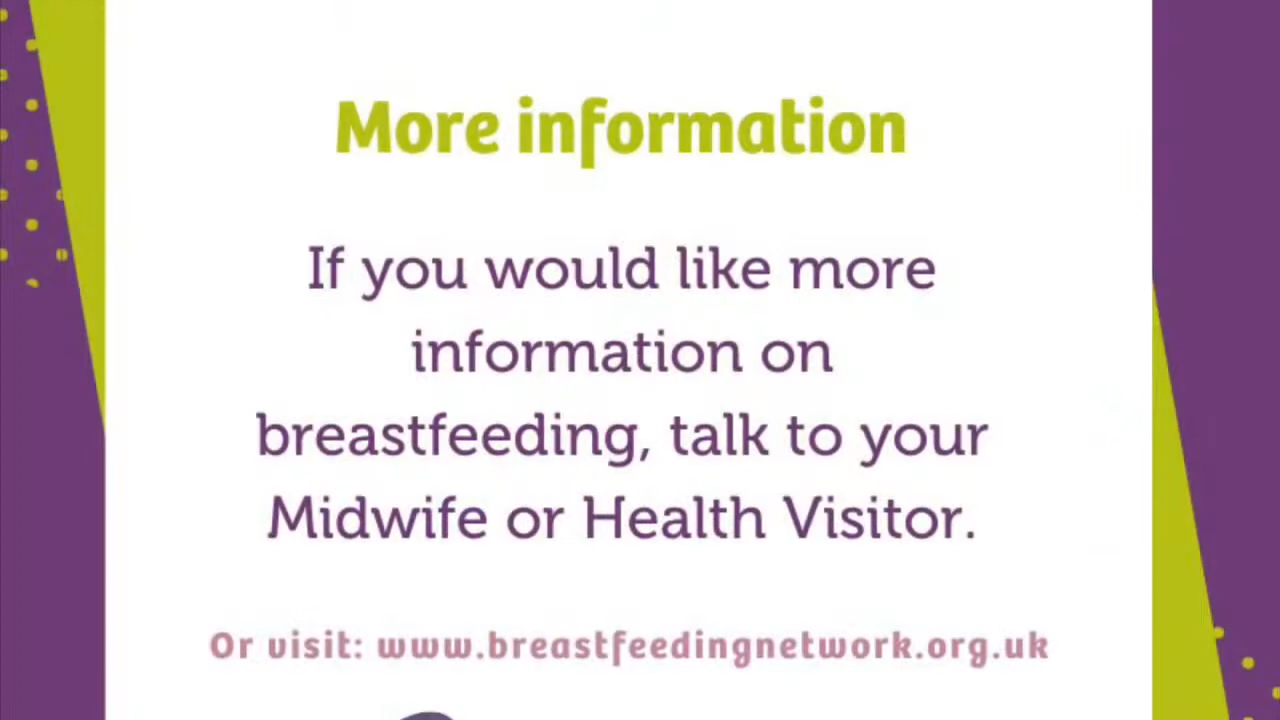 More information
If you would like more
information on
breastfeeding, talk to your
Midwife or Health Visitor.
Or visit: www.breastfeedingnetwork.org.uk